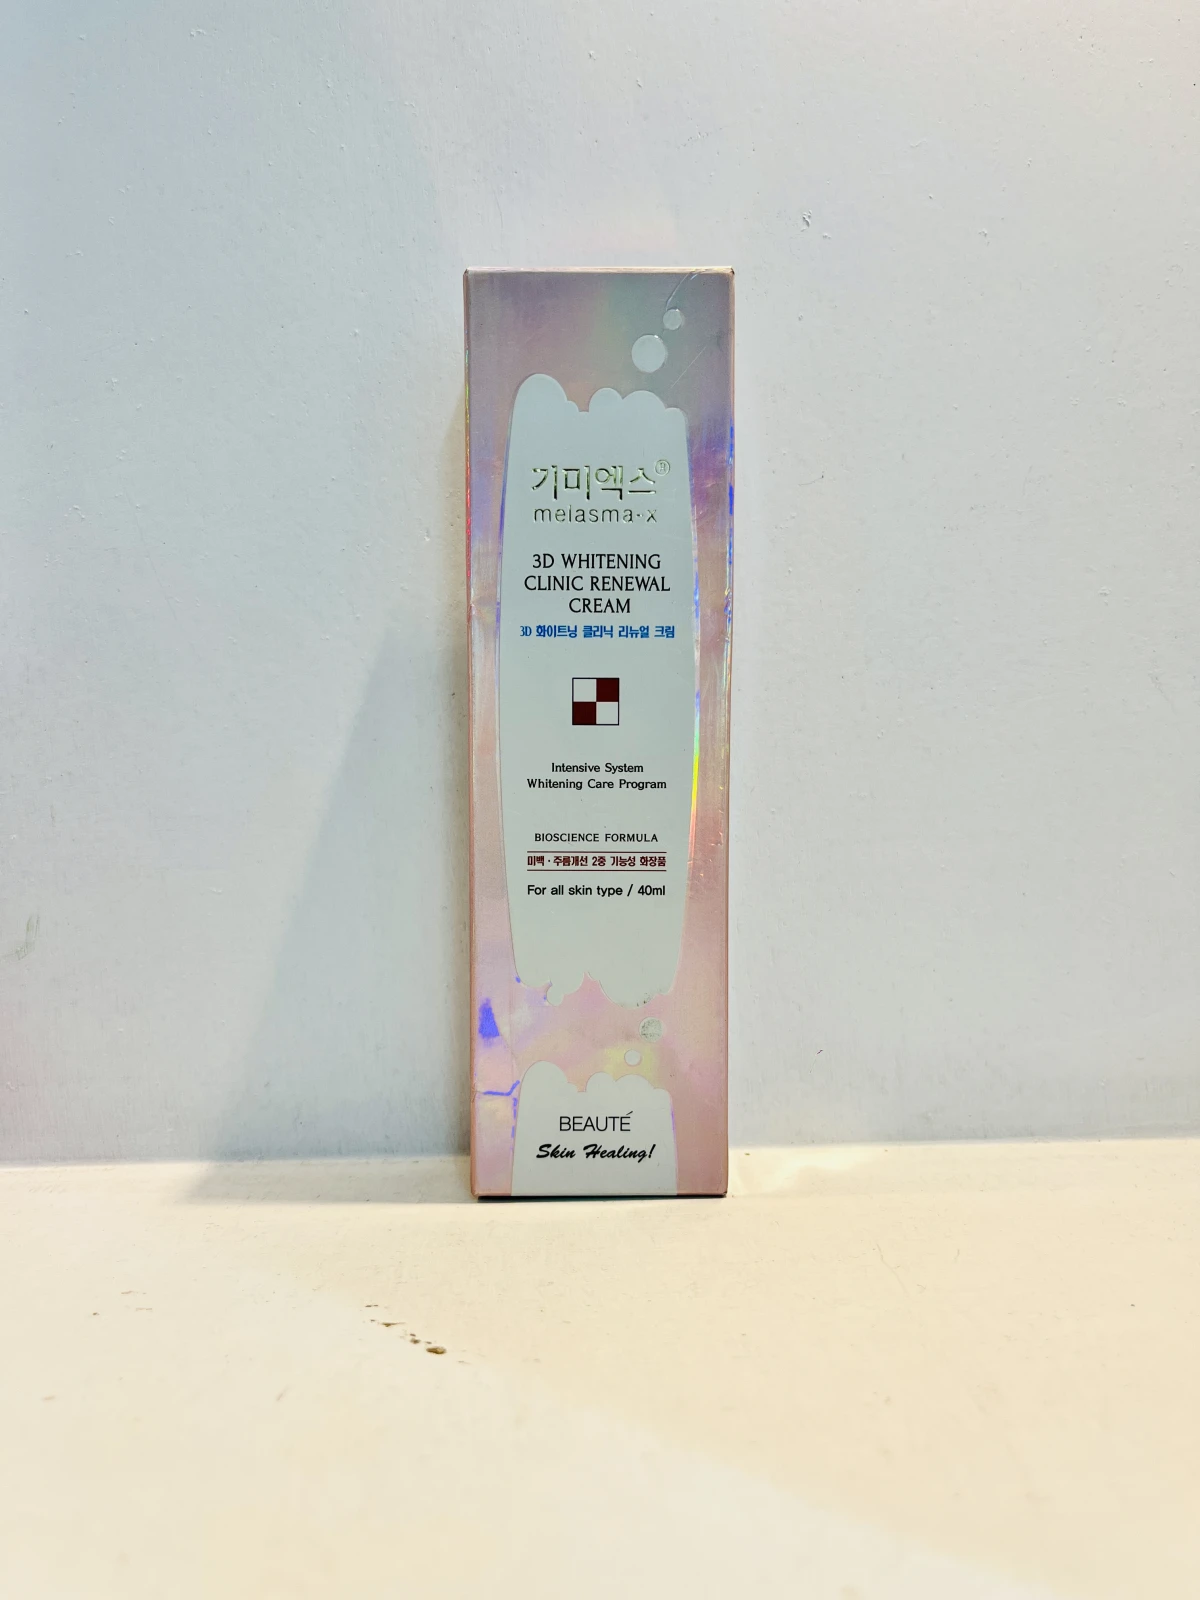 기미엑스®
melasma·x
3D WHITENING
CLINIC RENEWAL
CREAM
3D 화이트닝 클리닉 리뉴얼 크림
Intensive System
Whitening Care Program
BIOSCIENCE FORMULA
미백·주름개선 2중 기능성 화장품
For all skin type / 40ml
BEAUTÉ
Skin Healing!